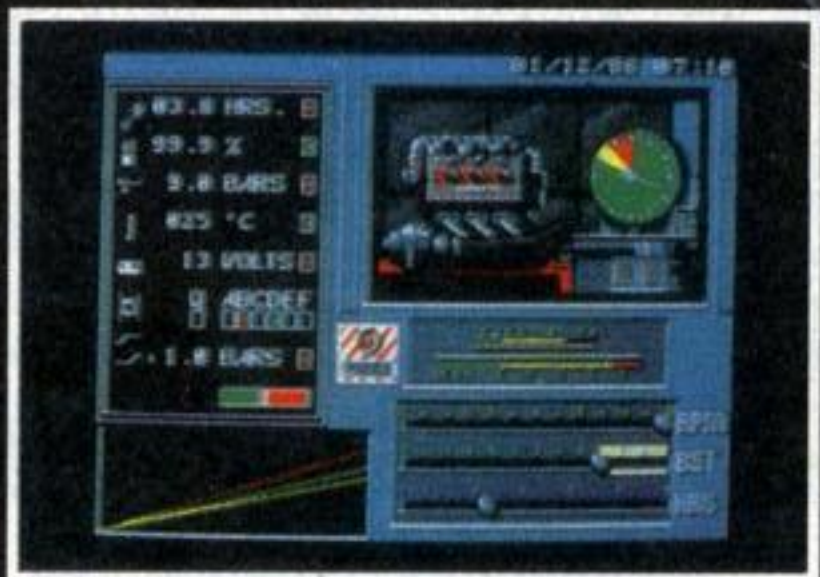 01/12/88 07:10
03.0 HRS.
99.9 %
9.0 BARS
025 °C
13 VOLTS
ABCDEF
1.0 BARS
RPM
BST